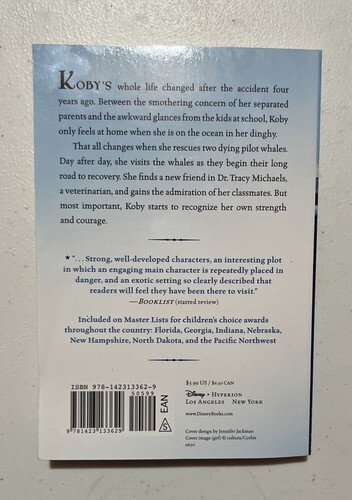 KOBY'S whole life changed after the accident four
years ago. Between the smothering concern of her separated
parents and the awkward glances from the kids at school, Koby
only feels at home when she is on the ocean in her dinghy.
That all changes when she rescues two dying pilot whales.
Day after day, she visits the whales as they begin their long
road to recovery. She finds a new friend in Dr. Tracy Michaels,
a veterinarian, and gains the admiration of her classmates. But
most important, Koby starts to recognize her own strength
and courage.
★ ". . . Strong, well-developed characters, an interesting plot
in which an engaging main character is repeatedly placed in
danger, and an exotic setting so clearly described that
readers will feel they have been there to visit."
—BOOKLIST (starred review)
Included on Master Lists for children's choice awards
throughout the country: Florida, Georgia, Indiana, Nebraska,
New Hampshire, North Dakota, and the Pacific Northwest
ISBN 978-142313362-9
50599
9 781423 133629
EAN
$5.99 US / $6.50 CAN
Disney • HYPERION
LOS ANGELES NEW YORK
www.DisneyBooks.com
Cover design by Jennifer Jackman
Cover image (girl) © cultura/Corbis